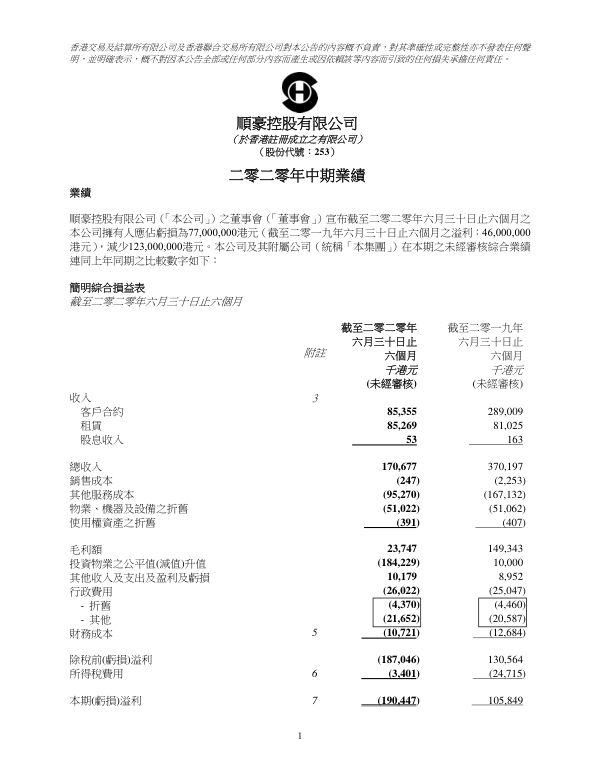 香港交易及結算所有限公司及香港聯合交易所有限公司對本公告的內容概不負責，對其準確性或完整性亦不發表任何聲
明，並明確表示，概不對因本公告全部或任何部分內容而產生或因依賴該等內容而引致的任何損失承擔任何責任。
順豪控股有限公司
（於香港註冊成立之有限公司）
（股份代號：253）
二零二零年中期業績
業績
順豪控股有限公司（「本公司」）之董事會（「董事會」）宣布截至二零二零年六月三十日止六個月之
本公司擁有人應佔虧損為77,000,000港元（截至二零一九年六月三十日止六個月之溢利：46,000,000
港元），減少123,000,000港元。本公司及其附屬公司（統稱「本集團」）在本期之未經審核綜合業績
連同上年同期之比較數字如下：
簡明綜合損益表
截至二零二零年六月三十日止六個月
截至二零二零年 截至二零一九年
六月三十日止 六月三十日止
附註 六個月 六個月
千港元 千港元
(未經審核) (未經審核)
收入 3
客戶合約 85,355 289,009
租賃 85,269 81,025
股息收入 53 163
總收入 170,677 370,197
銷售成本 (247) (2,253)
其他服務成本 (95,270) (167,132)
物業、機器及設備之折舊 (51,022) (51,062)
使用權資產之折舊 (391) (407)
毛利額 23,747 149,343
投資物業之公平值(減值)升值 (184,229) 10,000
其他收入及支出及盈利及虧損 10,179 8,952
行政費用 (26,022) (25,047)
- 折舊 (4,370) (4,460)
- 其他 (21,652) (20,587)
財務成本 5 (10,721) (12,684)
除稅前(虧損)溢利 (187,046) 130,564
所得稅費用 6 (3,401) (24,715)
本期(虧損)溢利 7 (190,447) 105,849
1